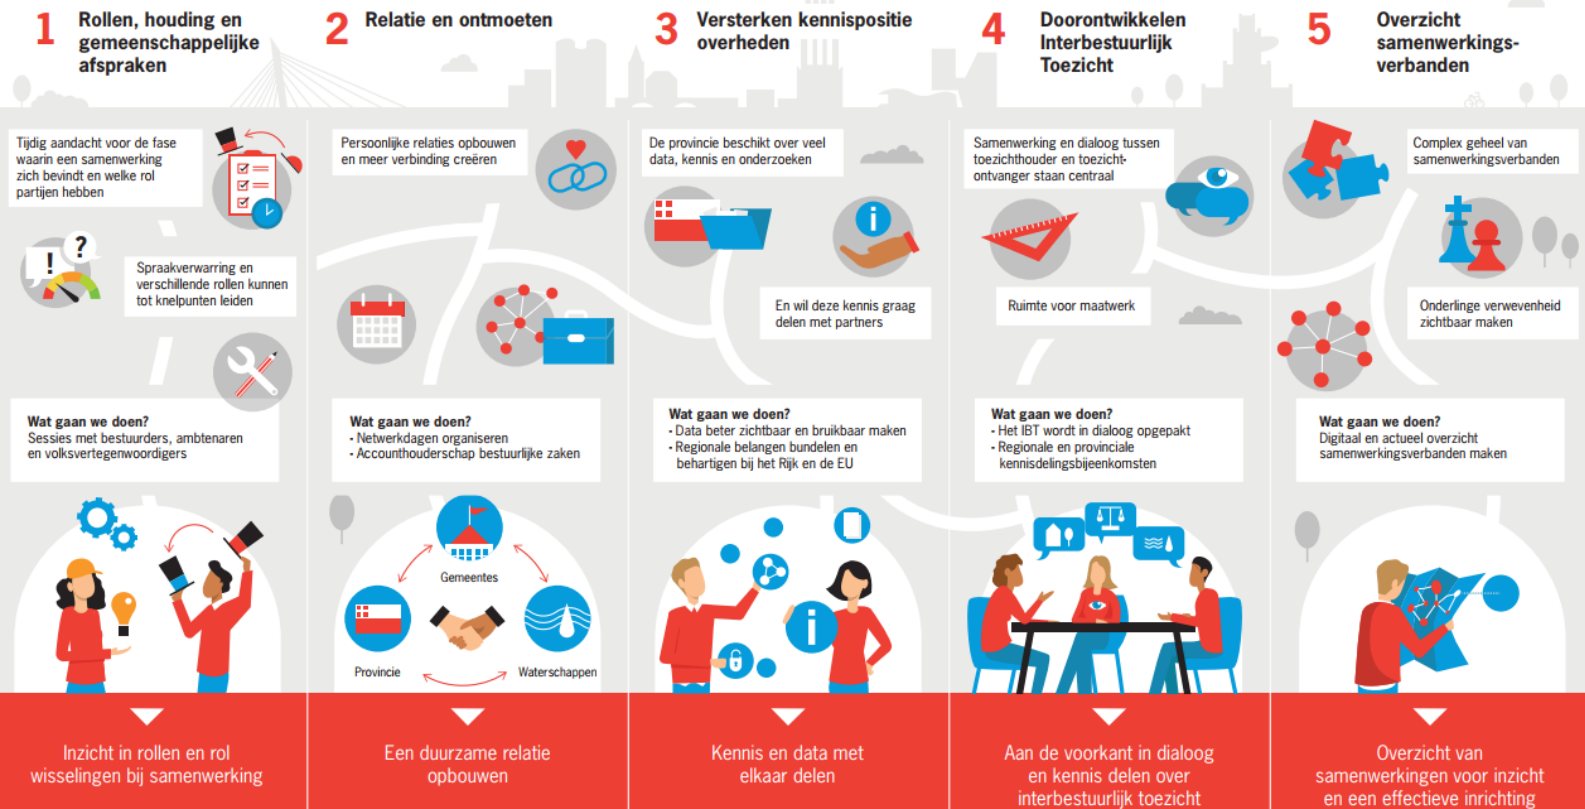 1
Rollen, houding en
gemeenschappelijke
afspraken
Tijdig aandacht voor de fase
waarin een samenwerking
zich bevindt en welke rol
partijen hebben
! ?
Spraakverwarring en
verschillende rollen kunnen
tot knelpunten leiden
Wat gaan we doen?
Sessies met bestuurders, ambtenaren
en volksvertegenwoordigers
Inzicht in rollen en rol
wisselingen bij samenwerking
2
Relatie en ontmoeten
Persoonlijke relaties opbouwen
en meer verbinding creëren
Wat gaan we doen?
- Netwerkdagen organiseren
- Accounthouderschap bestuurlijke zaken
Gemeentes
Provincie
Waterschappen
Een duurzame relatie
opbouwen
3
Versterken kennispositie
overheden
De provincie beschikt over veel
data, kennis en onderzoeken
i
En wil deze kennis graag
delen met partners
Wat gaan we doen?
- Data beter zichtbaar en bruikbaar maken
- Regionale belangen bundelen en
behartigen bij het Rijk en de EU
i
Kennis en data met
elkaar delen
4
Doorontwikkelen
Interbestuurlijk
Toezicht
Samenwerking en dialoog tussen
toezichthouder en toezicht-
ontvanger staan centraal
Ruimte voor maatwerk
Wat gaan we doen?
- Het IBT wordt in dialoog opgepakt
- Regionale en provinciale
kennisdelingsbijeenkomsten
Aan de voorkant in dialoog
en kennis delen over
interbestuurlijk toezicht
5
Overzicht
samenwerkings-
verbanden
Complex geheel van
samenwerkingsverbanden
Onderlinge verwevenheid
zichtbaar maken
Wat gaan we doen?
Digitaal en actueel overzicht
samenwerkingsverbanden maken
Overzicht van
samenwerkingen voor inzicht
en een effectieve inrichting